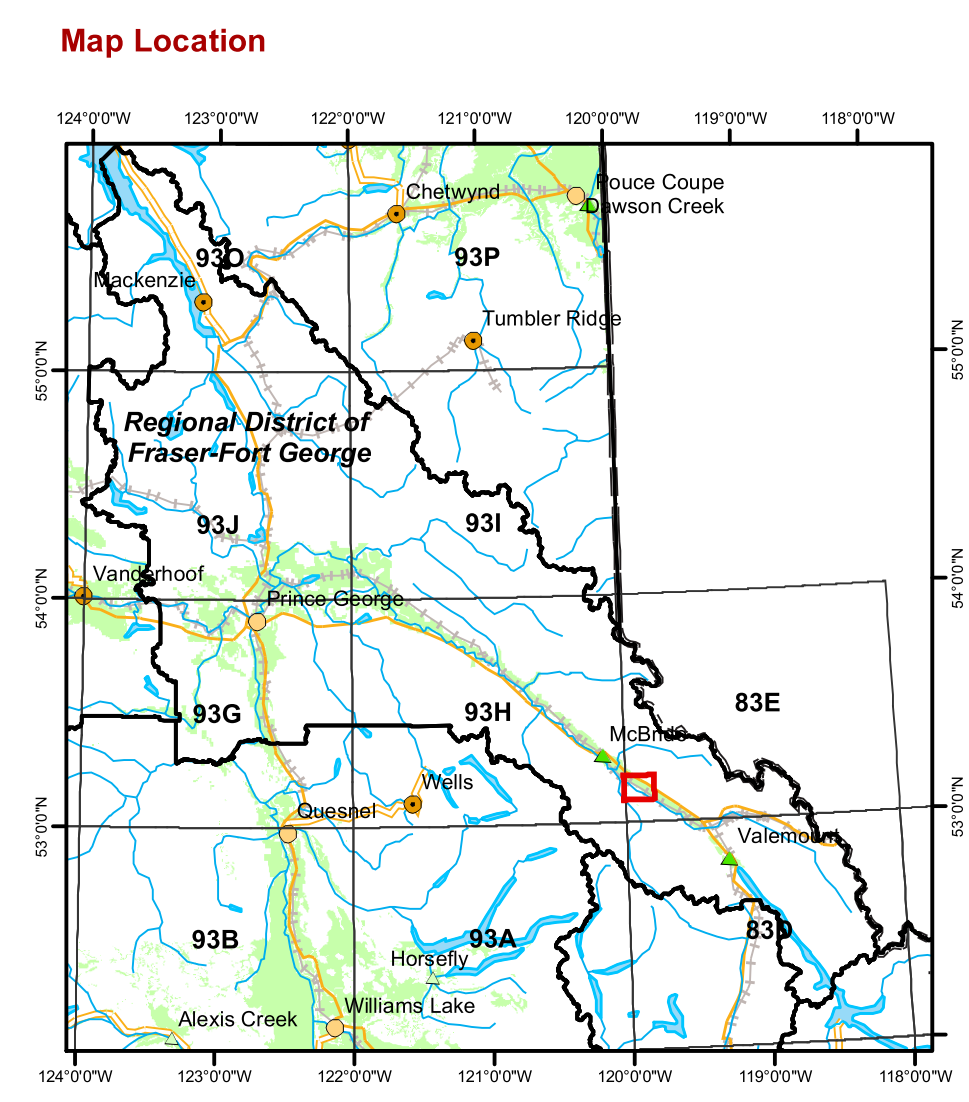 Map Location
124°0'0"W 123°0'0"W 122°0'0"W 121°0'0"W 120°0'0"W 119°0'0"W 118°0'0"W
Pouce Coupe
Chetwynd
Dawson Creek
93O
93P
Mackenzie
Tumbler Ridge
55°0'0"N
55°0'0"N
Regional District of
Fraser-Fort George
93J
93I
Vanderhoof
54°0'0"N
54°0'0"N
Prince George
83E
93G
93H
McBride
Wells
Quesnel
53°0'0"N
53°0'0"N
Valemount
93B
93A
83D
Horsefly
Williams Lake
Alexis Creek
124°0'0"W 123°0'0"W 122°0'0"W 121°0'0"W 120°0'0"W 119°0'0"W 118°0'0"W